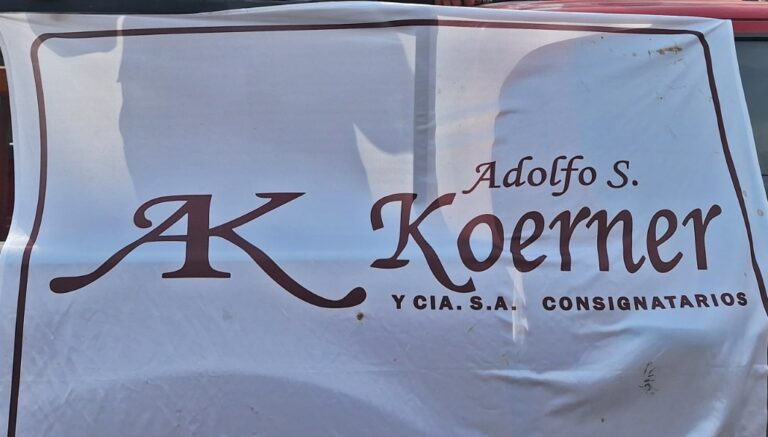 AK
Adolfo S.
Koerner
Y CIA. S.A. CONSIGNATARIOS